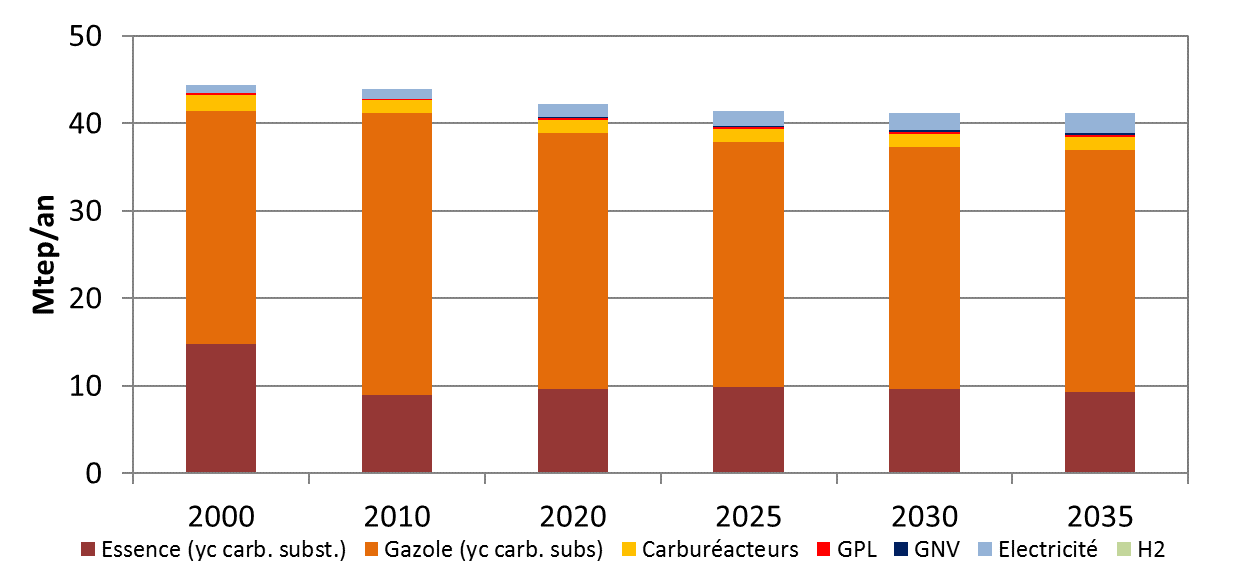 50
40
30
20
10
0
Mtep/an
2000 2010 2020 2025 2030 2035
Essence (yc carb. subst.) Gazole (yc carb. subs) Carburéacteurs GPL GNV Electricité H2